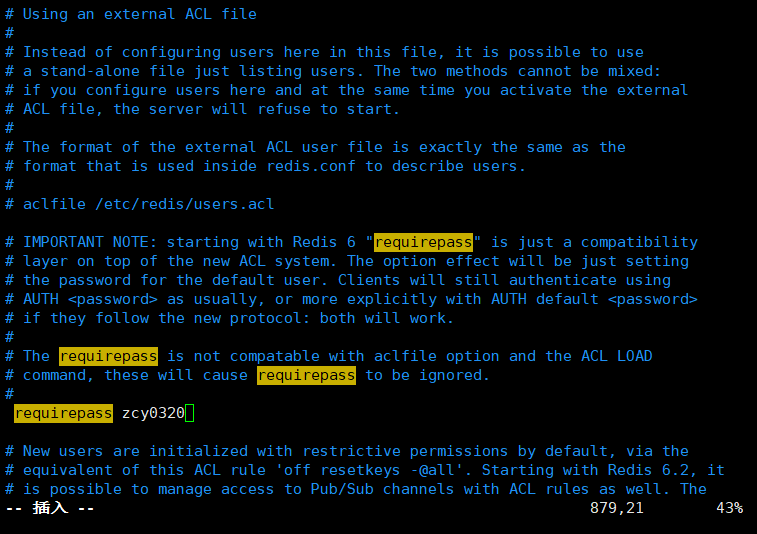 # Using an external ACL file
#
# Instead of configuring users here in this file, it is possible to use
# a stand-alone file just listing users. The two methods cannot be mixed:
# if you configure users here and at the same time you activate the external
# ACL file, the server will refuse to start.
#
# The format of the external ACL user file is exactly the same as the
# format that is used inside redis.conf to describe users.
#
# aclfile /etc/redis/users.acl

# IMPORTANT NOTE: starting with Redis 6 "requirepass" is just a compatibility
# layer on top of the new ACL system. The option effect will be just setting
# the password for the default user. Clients will still authenticate using
# AUTH <password> as usually, or more explicitly with AUTH default <password>
# if they follow the new protocol: both will work.
#
# The requirepass is not compatable with aclfile option and the ACL LOAD
# command, these will cause requirepass to be ignored.
#
 requirepass zcy0320

# New users are initialized with restrictive permissions by default, via the
# equivalent of this ACL rule 'off resetkeys -@all'. Starting with Redis 6.2, it
# is possible to manage access to Pub/Sub channels with ACL rules as well. The
-- 插入 -- 879,21 43%